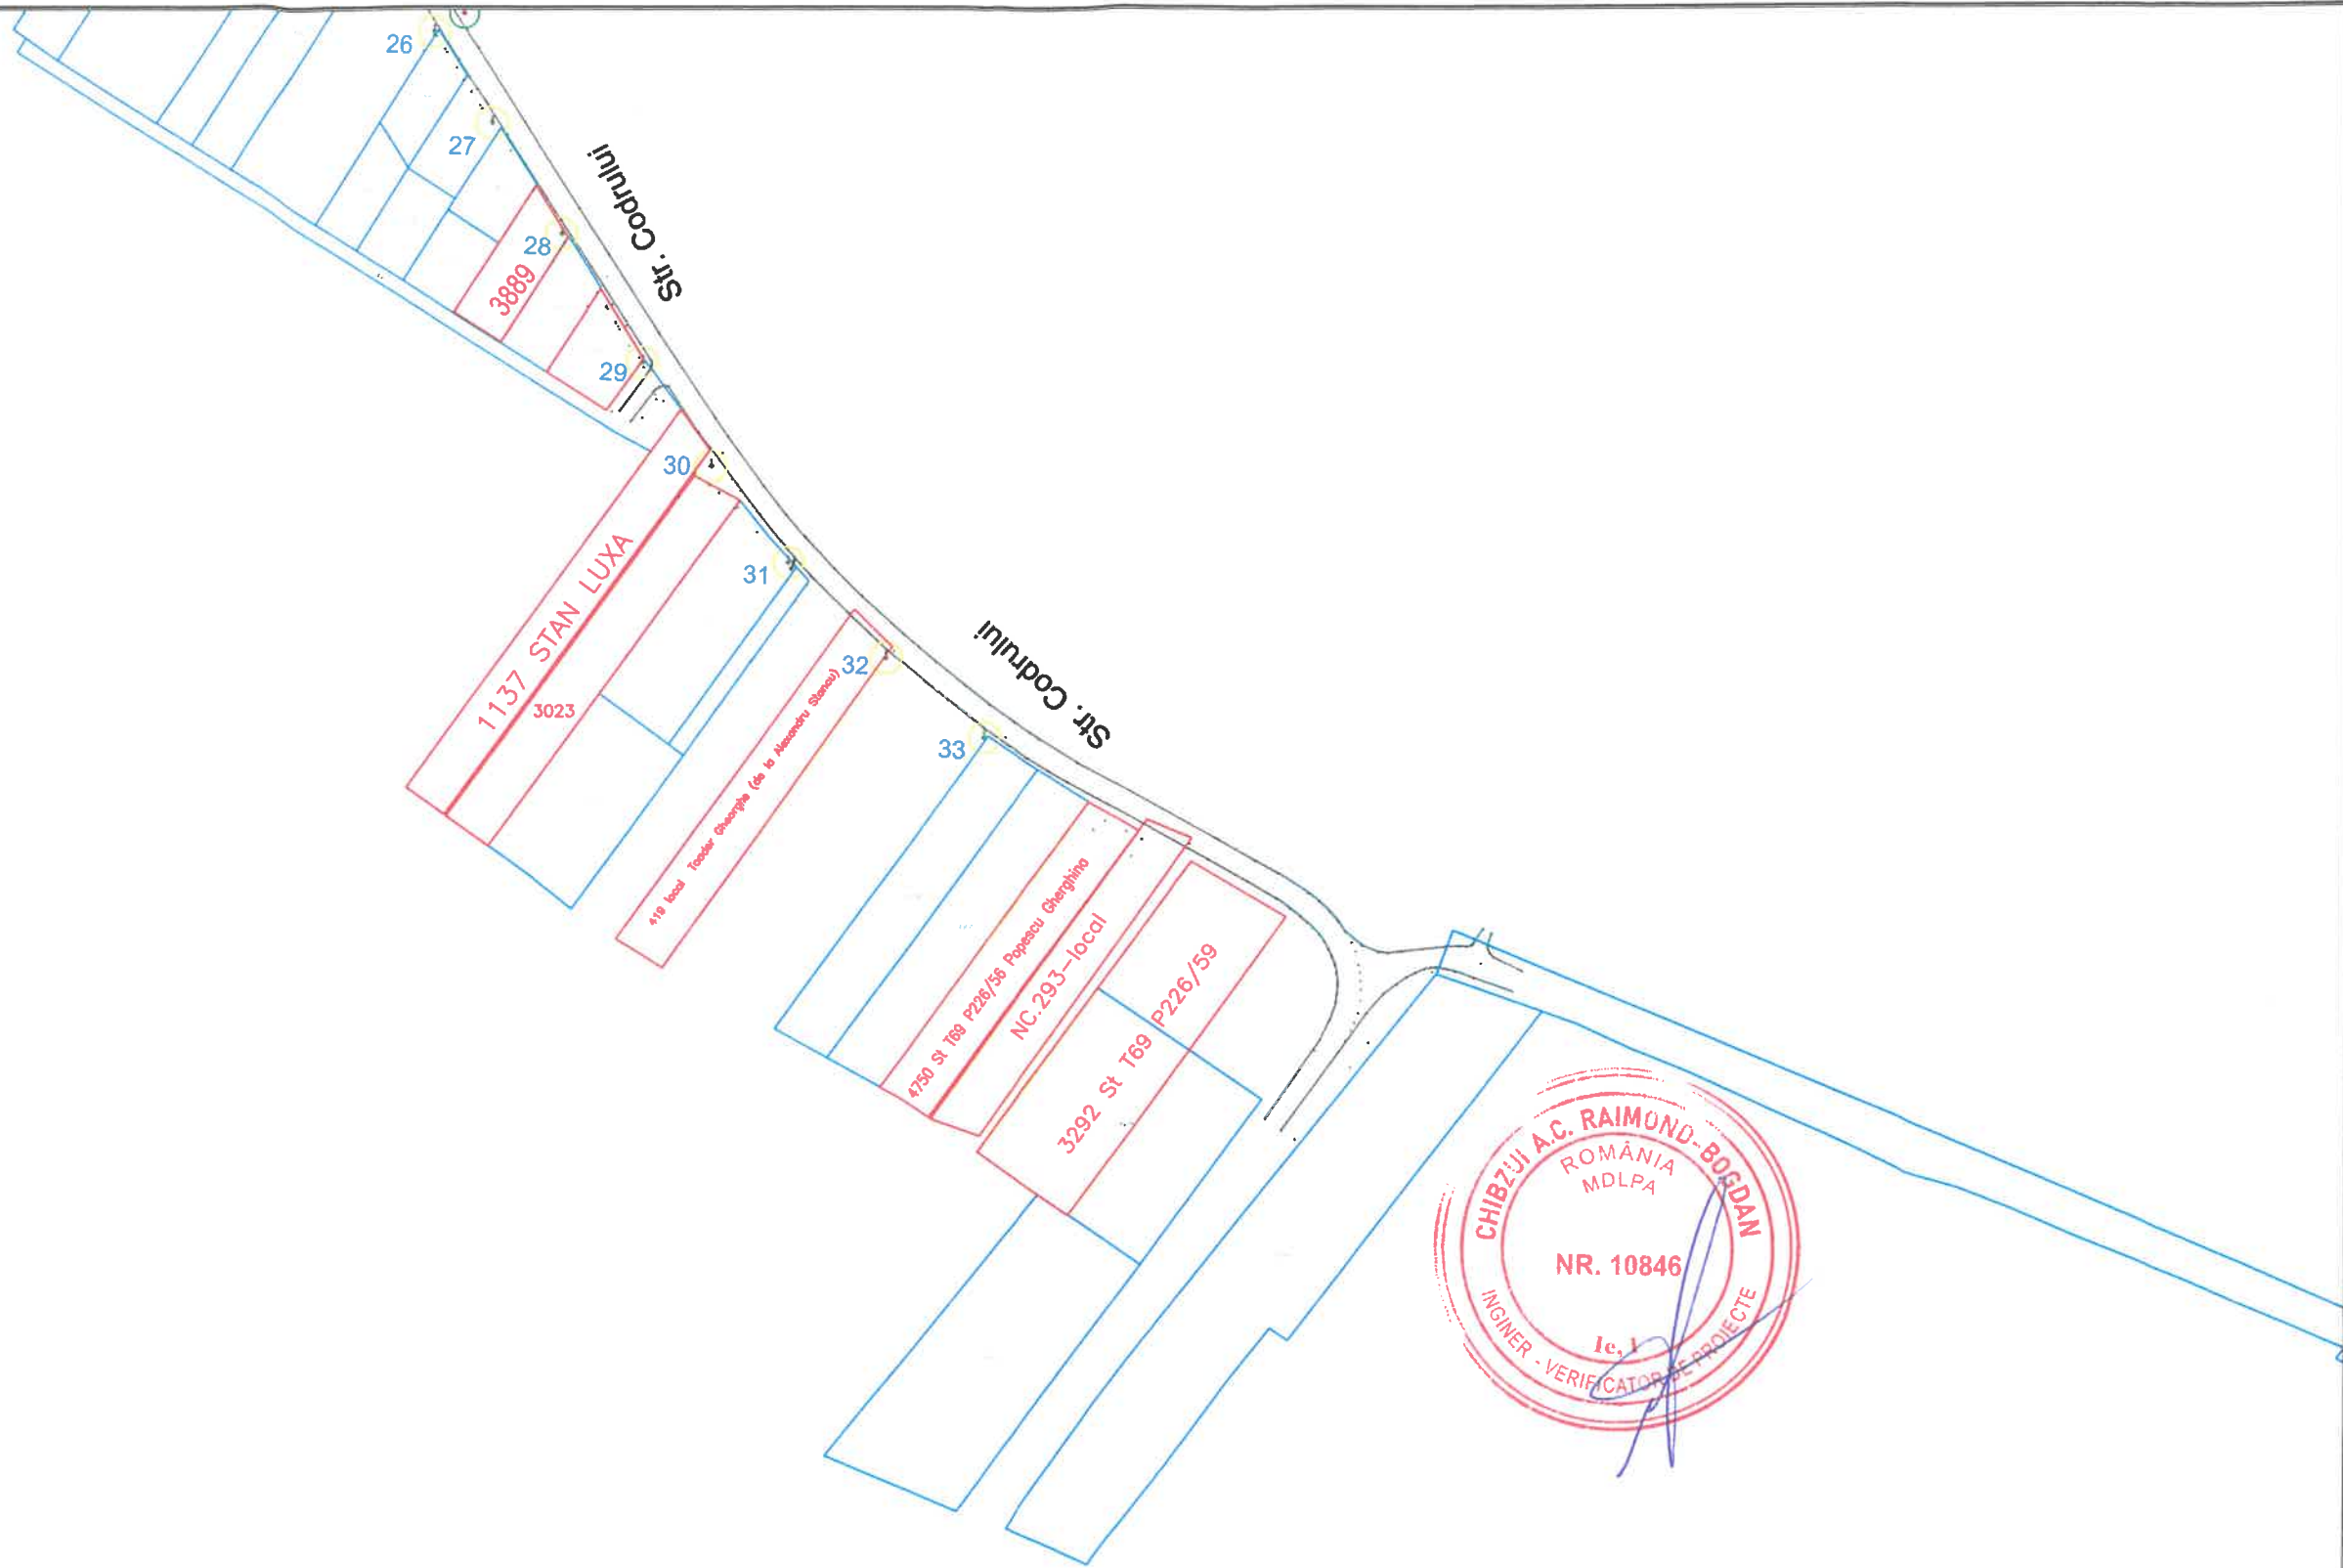 26
27
Str. Codrului
28
3889
29
30
1137 STAN LUXA
3023
31
32
419 local Toader Gheorghe (de la Alexandru Stancu)
Str. Codrului
33
4750 St T69 P226/56 Popescu Gherghina
NC.293-local
3292 St T69 P226/59
CHIBZUI A.C. RAIMOND-BOGDAN
ROMÂNIA
MDLPA
NR. 10846
Ie, I
INGINER - VERIFICATOR DE PROIECTE